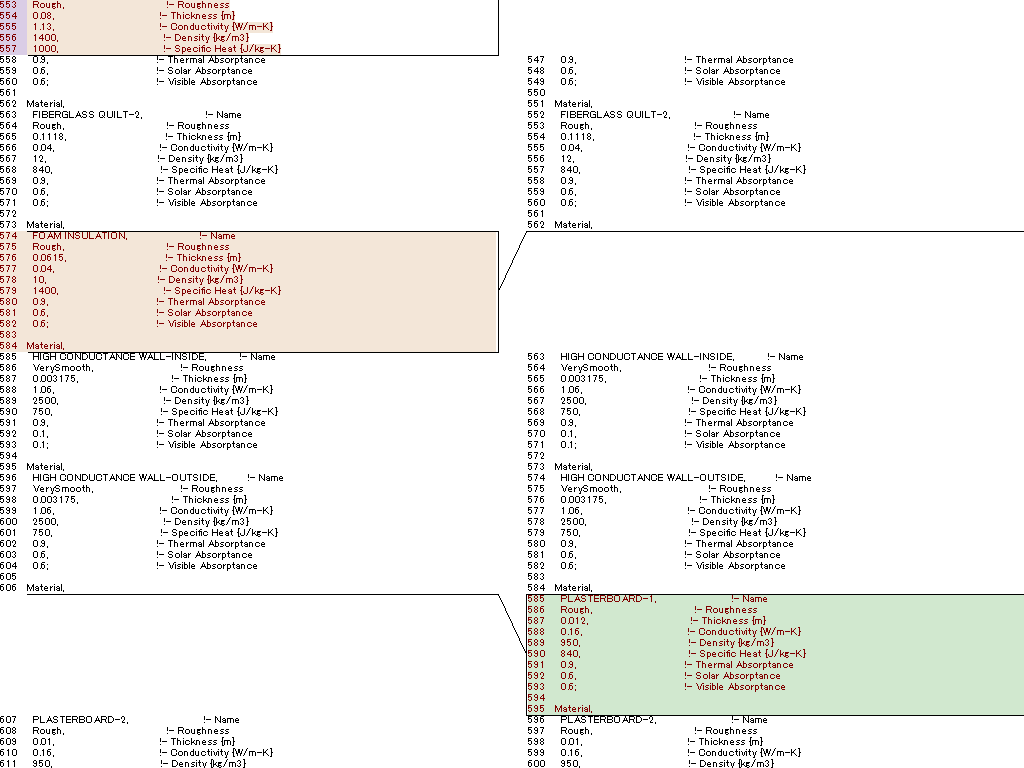 553 Rough, !- Roughness
554 0.08, !- Thickness {m}
555 1.13, !- Conductivity {W/m-K}
556 1400, !- Density {kg/m3}
557 1000, !- Specific Heat {J/kg-K}
558 0.9, !- Thermal Absorptance
559 0.6, !- Solar Absorptance
560 0.6; !- Visible Absorptance
561
562 Material,
563 FIBERGLASS QUILT-2, !- Name
564 Rough, !- Roughness
565 0.1118, !- Thickness {m}
566 0.04, !- Conductivity {W/m-K}
567 12, !- Density {kg/m3}
568 840, !- Specific Heat {J/kg-K}
569 0.9, !- Thermal Absorptance
570 0.6, !- Solar Absorptance
571 0.6; !- Visible Absorptance
572
573 Material,
574 FOAM INSULATION, !- Name
575 Rough, !- Roughness
576 0.0615, !- Thickness {m}
577 0.04, !- Conductivity {W/m-K}
578 10, !- Density {kg/m3}
579 1400, !- Specific Heat {J/kg-K}
580 0.9, !- Thermal Absorptance
581 0.6, !- Solar Absorptance
582 0.6; !- Visible Absorptance
583
584 Material,
585 HIGH CONDUCTANCE WALL-INSIDE, !- Name
586 VerySmooth, !- Roughness
587 0.003175, !- Thickness {m}
588 1.06, !- Conductivity {W/m-K}
589 2500, !- Density {kg/m3}
590 750, !- Specific Heat {J/kg-K}
591 0.9, !- Thermal Absorptance
592 0.1, !- Solar Absorptance
593 0.1; !- Visible Absorptance
594
595 Material,
596 HIGH CONDUCTANCE WALL-OUTSIDE, !- Name
597 VerySmooth, !- Roughness
598 0.003175, !- Thickness {m}
599 1.06, !- Conductivity {W/m-K}
600 2500, !- Density {kg/m3}
601 750, !- Specific Heat {J/kg-K}
602 0.9, !- Thermal Absorptance
603 0.6, !- Solar Absorptance
604 0.6; !- Visible Absorptance
605
606 Material,
607 PLASTERBOARD-2, !- Name
608 Rough, !- Roughness
609 0.01, !- Thickness {m}
610 0.16, !- Conductivity {W/m-K}
611 950, !- Density {kg/m3}
547 0.9, !- Thermal Absorptance
548 0.6, !- Solar Absorptance
549 0.6; !- Visible Absorptance
550
551 Material,
552 FIBERGLASS QUILT-2, !- Name
553 Rough, !- Roughness
554 0.1118, !- Thickness {m}
555 0.04, !- Conductivity {W/m-K}
556 12, !- Density {kg/m3}
557 840, !- Specific Heat {J/kg-K}
558 0.9, !- Thermal Absorptance
559 0.6, !- Solar Absorptance
560 0.6; !- Visible Absorptance
561
562 Material,
563 HIGH CONDUCTANCE WALL-INSIDE, !- Name
564 VerySmooth, !- Roughness
565 0.003175, !- Thickness {m}
566 1.06, !- Conductivity {W/m-K}
567 2500, !- Density {kg/m3}
568 750, !- Specific Heat {J/kg-K}
569 0.9, !- Thermal Absorptance
570 0.1, !- Solar Absorptance
571 0.1; !- Visible Absorptance
572
573 Material,
574 HIGH CONDUCTANCE WALL-OUTSIDE, !- Name
575 VerySmooth, !- Roughness
576 0.003175, !- Thickness {m}
577 1.06, !- Conductivity {W/m-K}
578 2500, !- Density {kg/m3}
579 750, !- Specific Heat {J/kg-K}
580 0.9, !- Thermal Absorptance
581 0.6, !- Solar Absorptance
582 0.6; !- Visible Absorptance
583
584 Material,
585 PLASTERBOARD-1, !- Name
586 Rough, !- Roughness
587 0.012, !- Thickness {m}
588 0.16, !- Conductivity {W/m-K}
589 950, !- Density {kg/m3}
590 840, !- Specific Heat {J/kg-K}
591 0.9, !- Thermal Absorptance
592 0.6, !- Solar Absorptance
593 0.6; !- Visible Absorptance
594
595 Material,
596 PLASTERBOARD-2, !- Name
597 Rough, !- Roughness
598 0.01, !- Thickness {m}
599 0.16, !- Conductivity {W/m-K}
600 950, !- Density {kg/m3}